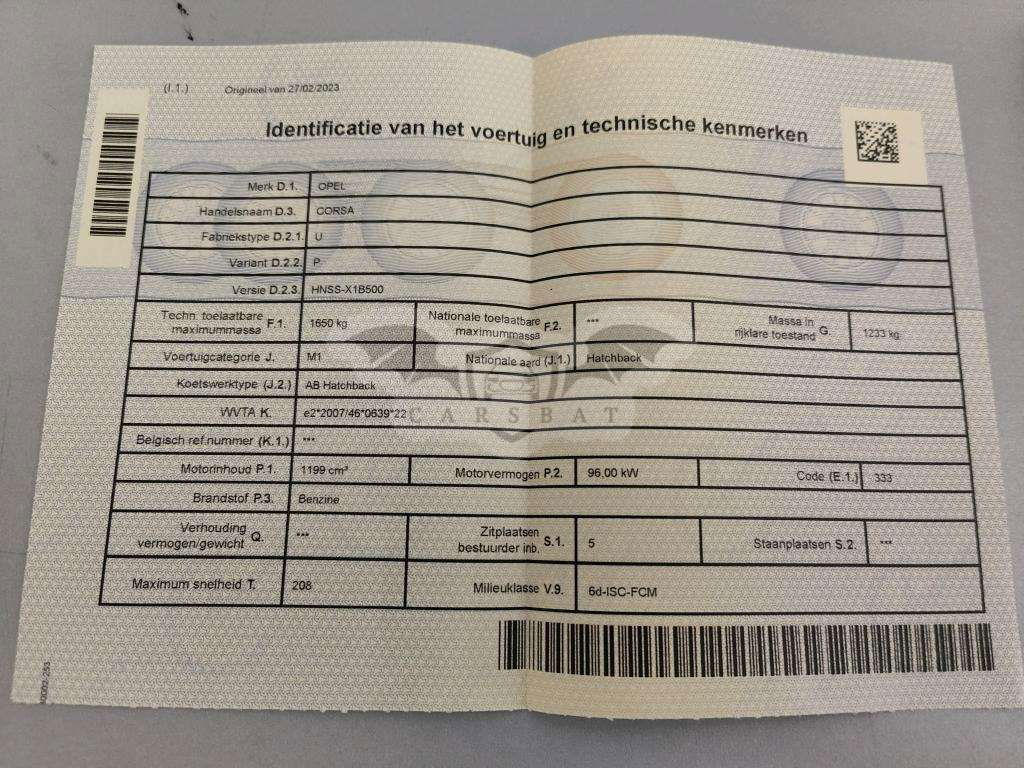 (I.1.) Origineel van 27/02/2023
Identificatie van het voertuig en technische kenmerken
Merk D.1. OPEL
Handelsnaam D.3. CORSA
Fabriekstype D.2.1. U
Variant D.2.2. P
Versie D.2.3. HNSS-X1B500
Techn. toelaatbare maximummassa F.1. 1650 kg Nationale toelaatbare maximummassa F.2. *** Massa in rijklare toestand G. 1233 kg
Voertuigcategorie J. M1 Nationale aard (J.1.) Hatchback
Koetswerktype (J.2.) AB Hatchback
WVTA K. e2*2007/46*0639*22
CARSBAT
Belgisch ref.nummer (K.1.) ***
Motorinhoud P.1. 1199 cm³ Motorvermogen P.2. 96,00 kW Code (E.1.) 333
Brandstof P.3. Benzine
Verhouding vermogen/gewicht Q. *** Zitplaatsen bestuurder inb. S.1. 5 Staanplaatsen S.2. ***
Maximum snelheid T. 208 Milieuklasse V.9. 6d-ISC-FCM